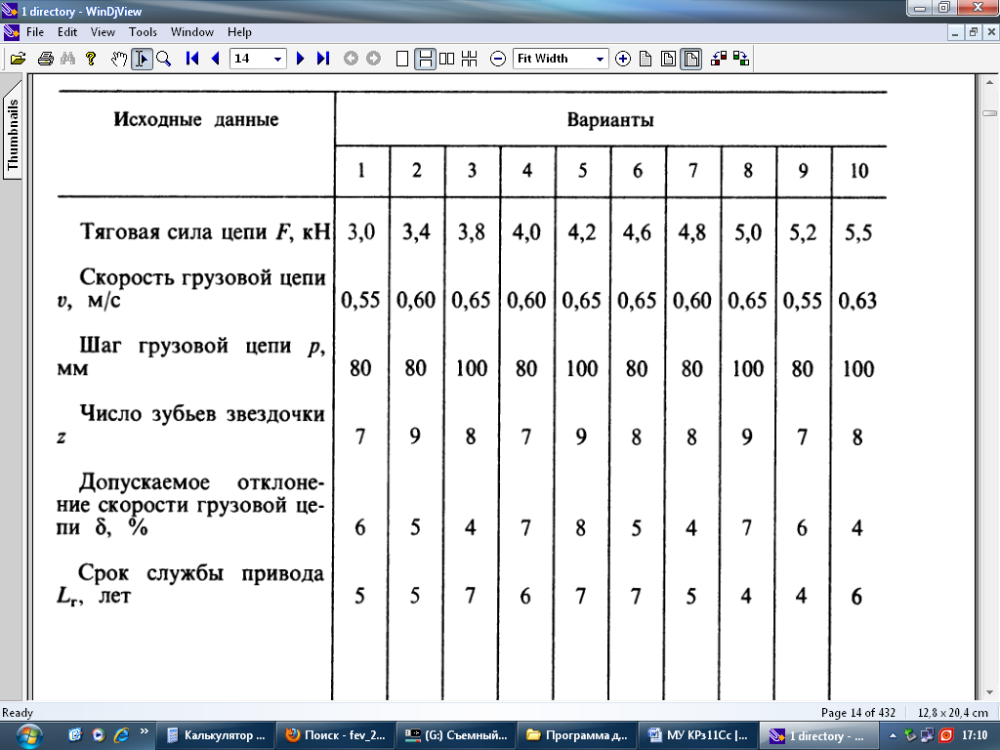 1 directory - WinDjView
File Edit View Tools Window Help
14 Fit Width
Thumbnails
Исходные данные Варианты
1 2 3 4 5 6 7 8 9 10
Тяговая сила цепи F, кН 3,0 3,4 3,8 4,0 4,2 4,6 4,8 5,0 5,2 5,5
Скорость грузовой цепи
v, м/с 0,55 0,60 0,65 0,60 0,65 0,65 0,60 0,65 0,55 0,63
Шаг грузовой цепи p,
мм 80 80 100 80 100 80 80 100 80 100
Число зубьев звездочки
z 7 9 8 7 9 8 8 9 7 8
Допускаемое отклоне-
ние скорости грузовой це-
пи δ, % 6 5 4 7 8 5 4 7 6 4
Срок службы привода
Lг, лет 5 5 7 6 7 7 5 4 4 6
Ready Page 14 of 432 12,8 x 20,4 cm
Калькулятор ... Поиск - fev_2... (G:) Съемный... Программа д... МУ КРз11Сс |... 1 directory - ... 17:10